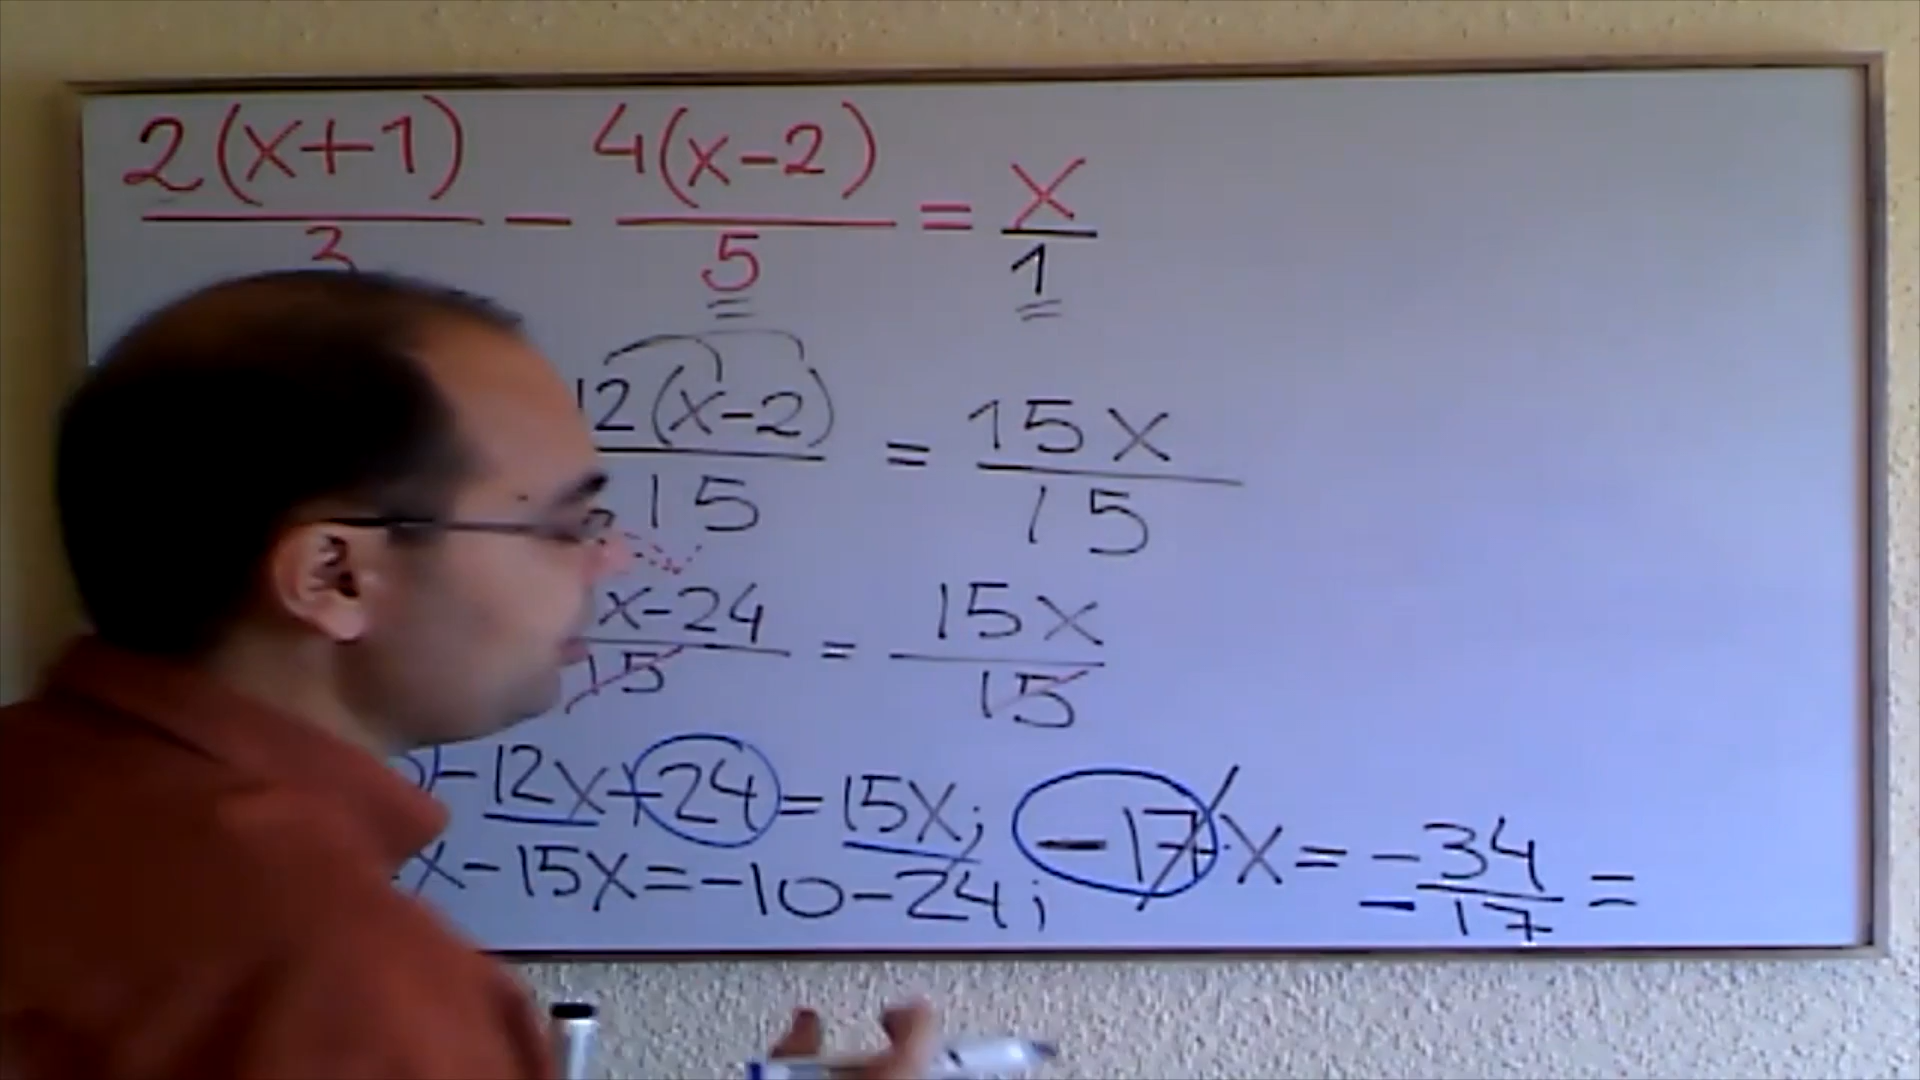 2(x+1) - 4(x-2) = x
3 5 1
12(x-2) = 15x
15 15
x-24 = 15x
15 15
-12x+24=15x; -17·x = -34 =
x-15x=-10-24; -17